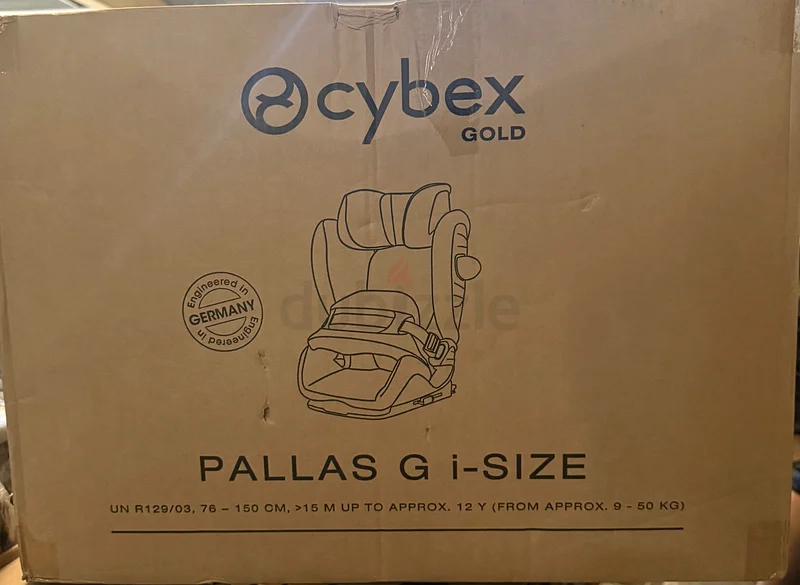 cybex
GOLD
Engineered in
GERMANY
Engineered in
dubizzle
PALLAS G i-SIZE
UN R129/03, 76 – 150 CM, >15 M UP TO APPROX. 12 Y (FROM APPROX. 9 - 50 KG)